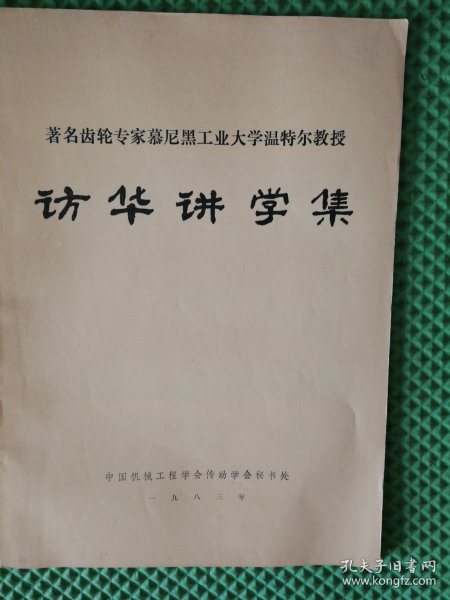 著名齿轮专家慕尼黑工业大学温特尔教授
访华讲学集
中国机械工程学会传动学会秘书处
一九八三年
孔夫子旧书网
www.kongfz.com